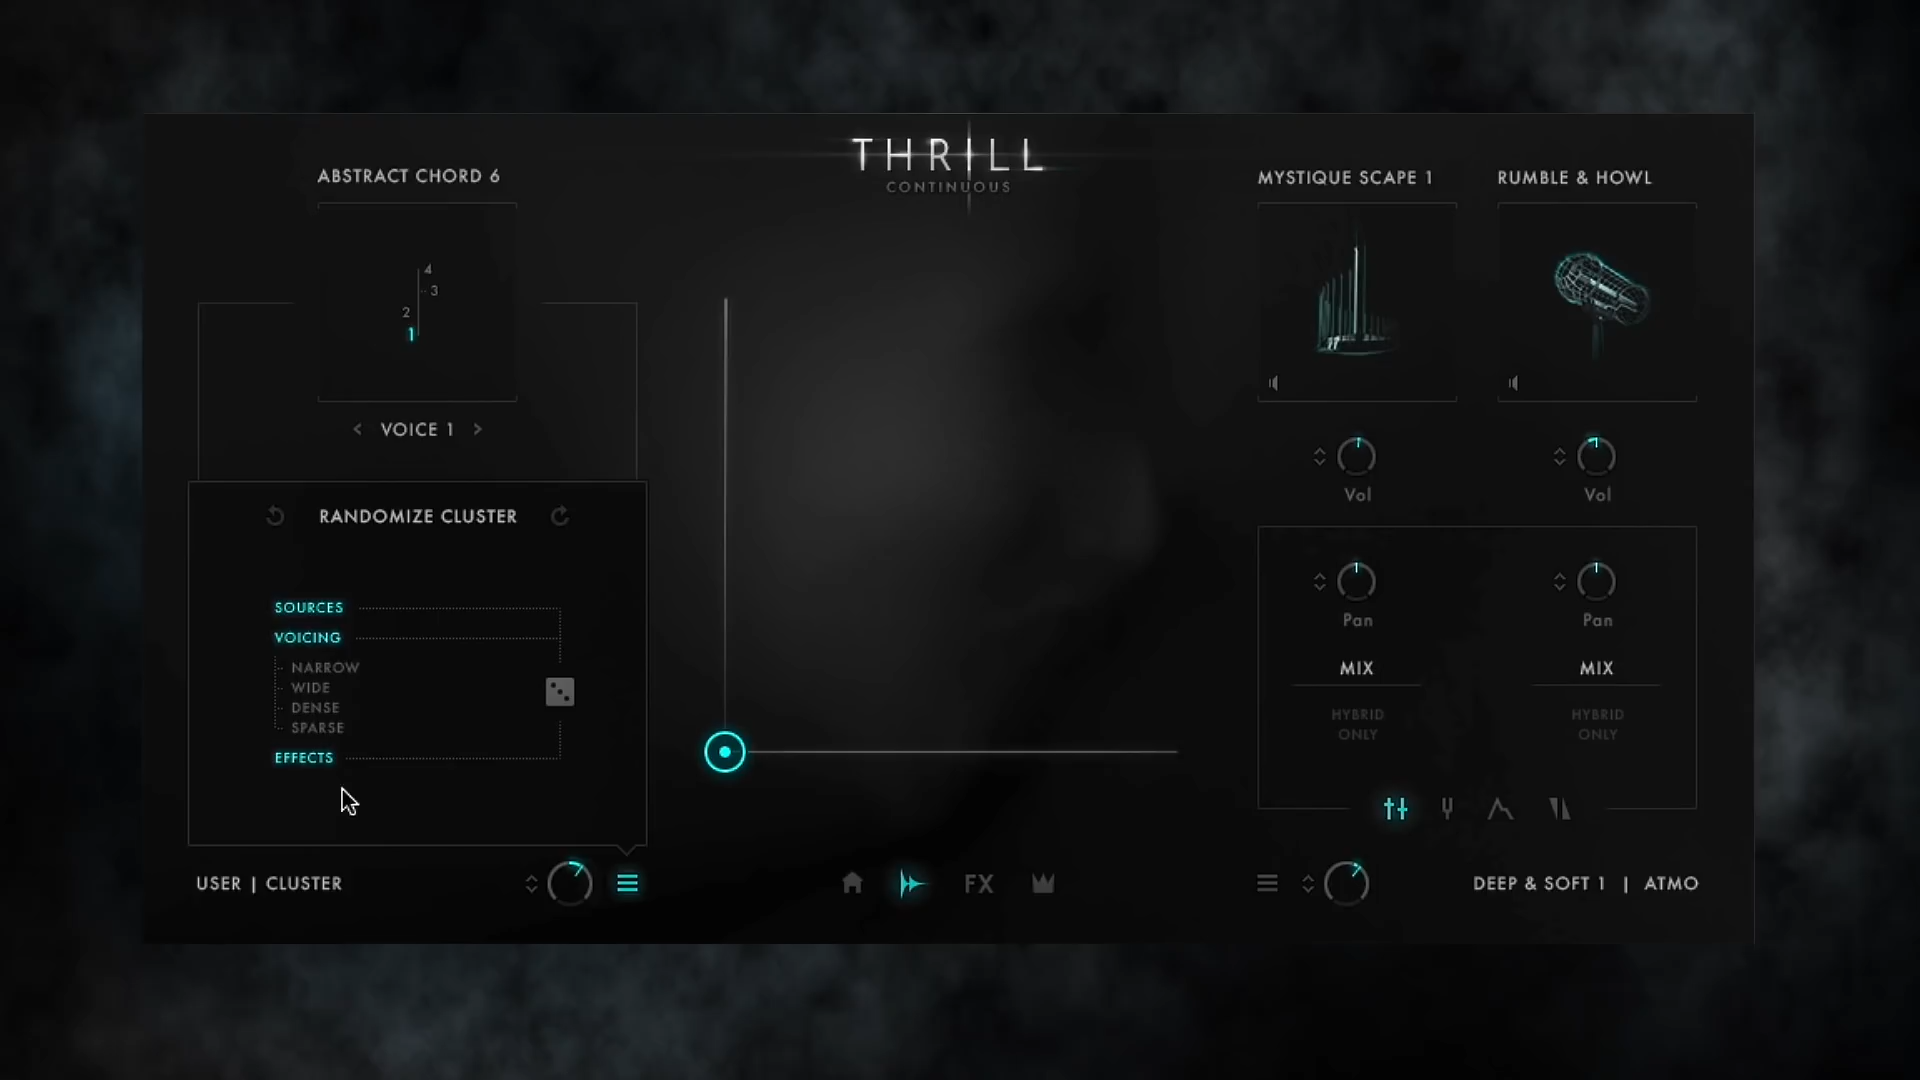 THRILL
CONTINUOUS
ABSTRACT CHORD 6
4
3
2
1
< VOICE 1 >
RANDOMIZE CLUSTER
SOURCES
VOICING
NARROW
WIDE
DENSE
SPARSE
EFFECTS
USER | CLUSTER
FX
MYSTIQUE SCAPE 1
RUMBLE & HOWL
Vol
Vol
Pan
Pan
MIX
MIX
HYBRID
ONLY
HYBRID
ONLY
DEEP & SOFT 1 | ATMO